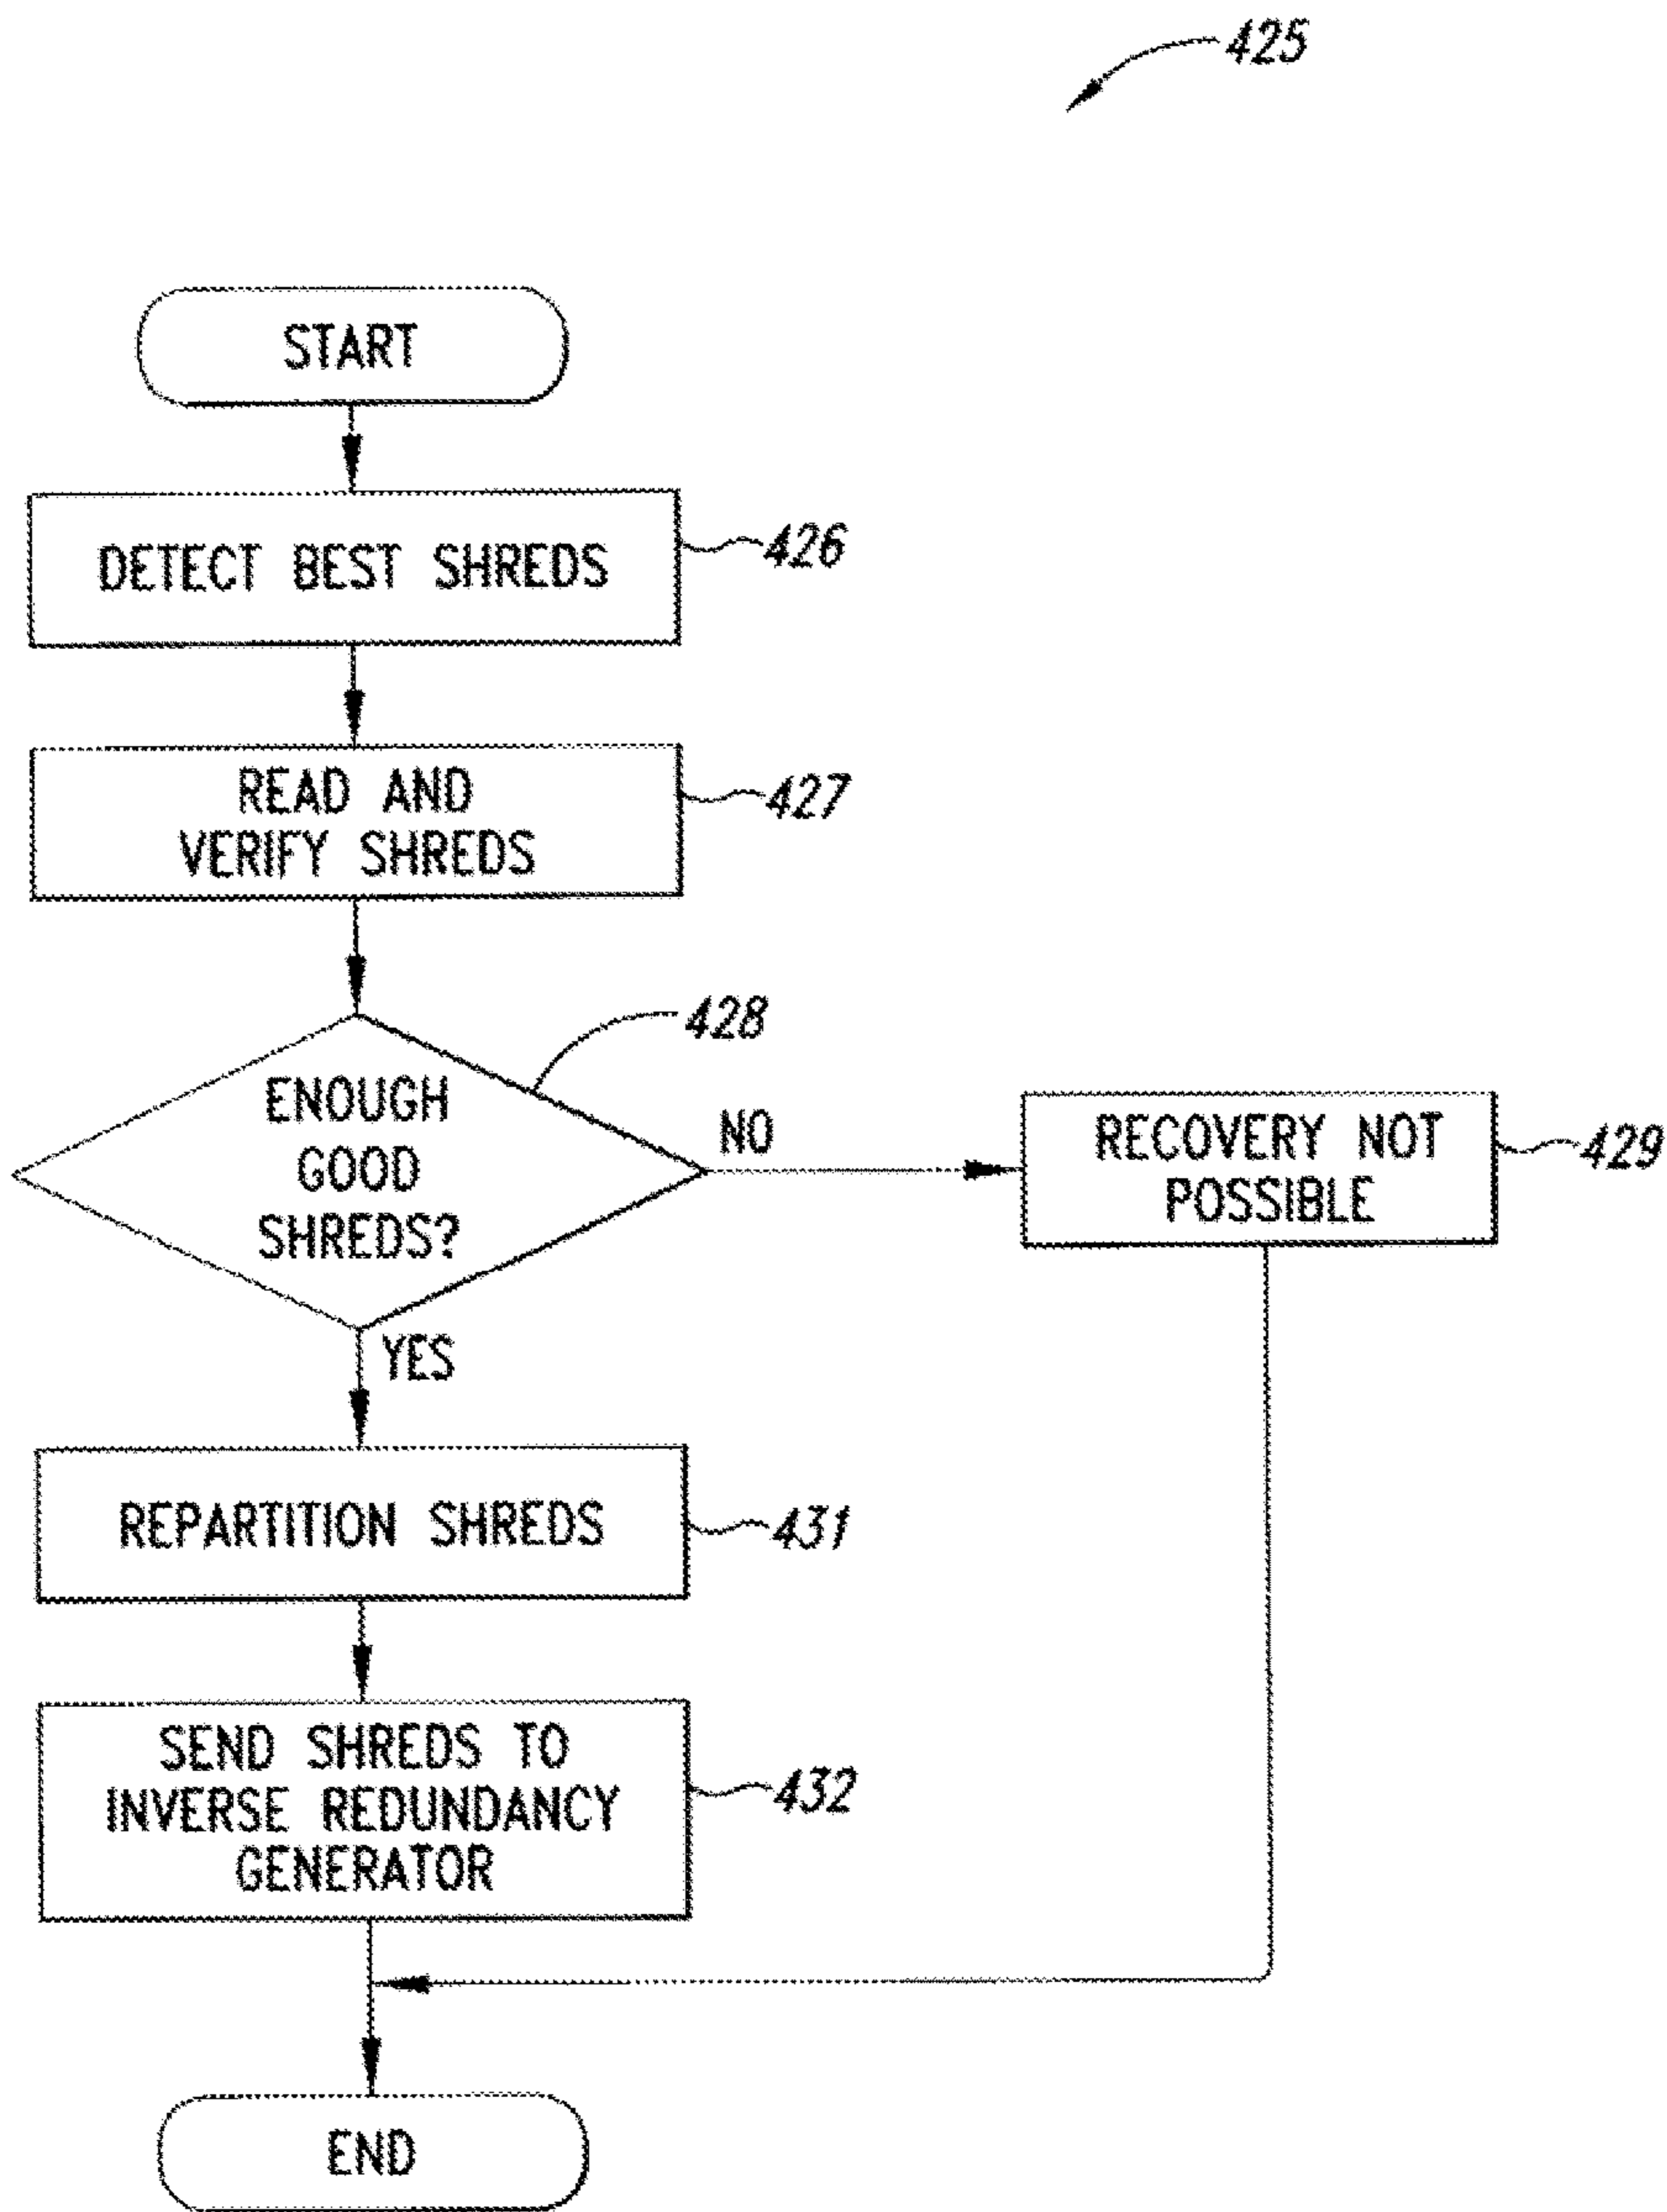 425
START
DETECT BEST SHREDS
426
READ AND
VERIFY SHREDS
427
428
ENOUGH
GOOD
SHREDS?
NO
RECOVERY NOT
POSSIBLE
429
YES
REPARTITION SHREDS
431
SEND SHREDS TO
INVERSE REDUNDANCY
GENERATOR
432
END